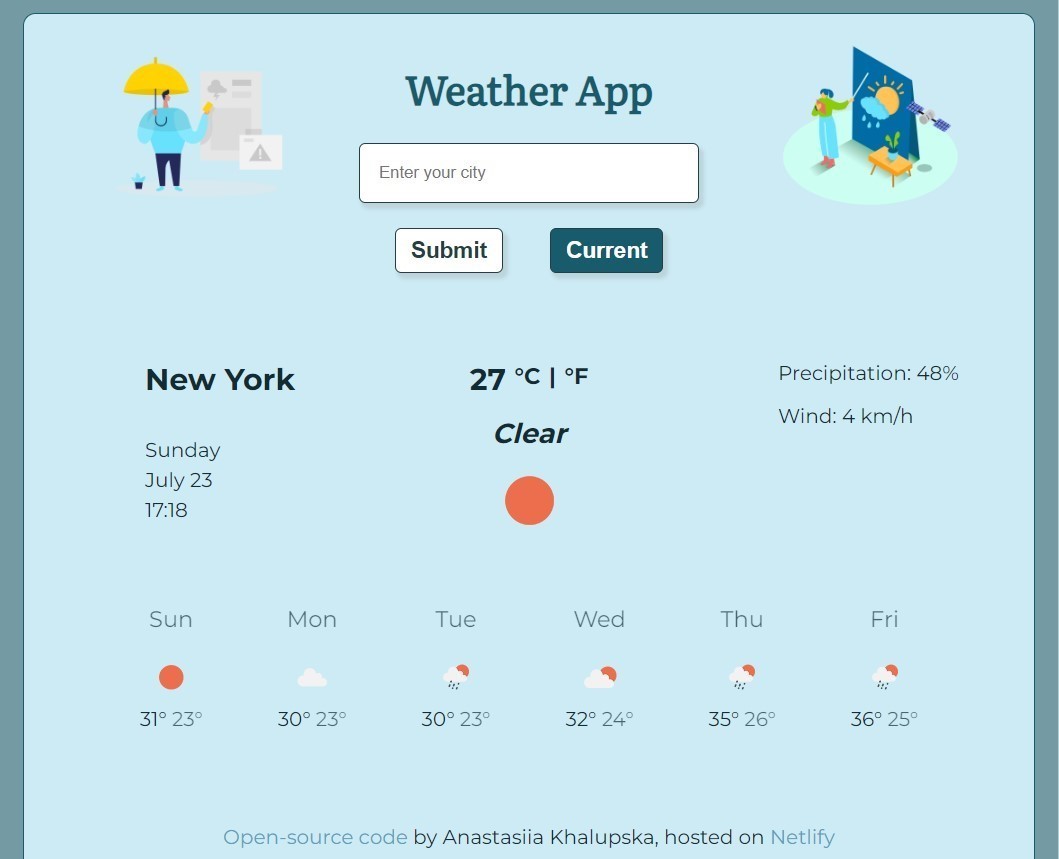 Weather App
Enter your city
Submit Current
New York
Sunday
July 23
17:18
27 °C | °F
Clear
Precipitation: 48%
Wind: 4 km/h
Sun Mon Tue Wed Thu Fri
31° 23° 30° 23° 30° 23° 32° 24° 35° 26° 36° 25°
Open-source code by Anastasiia Khalupska, hosted on Netlify